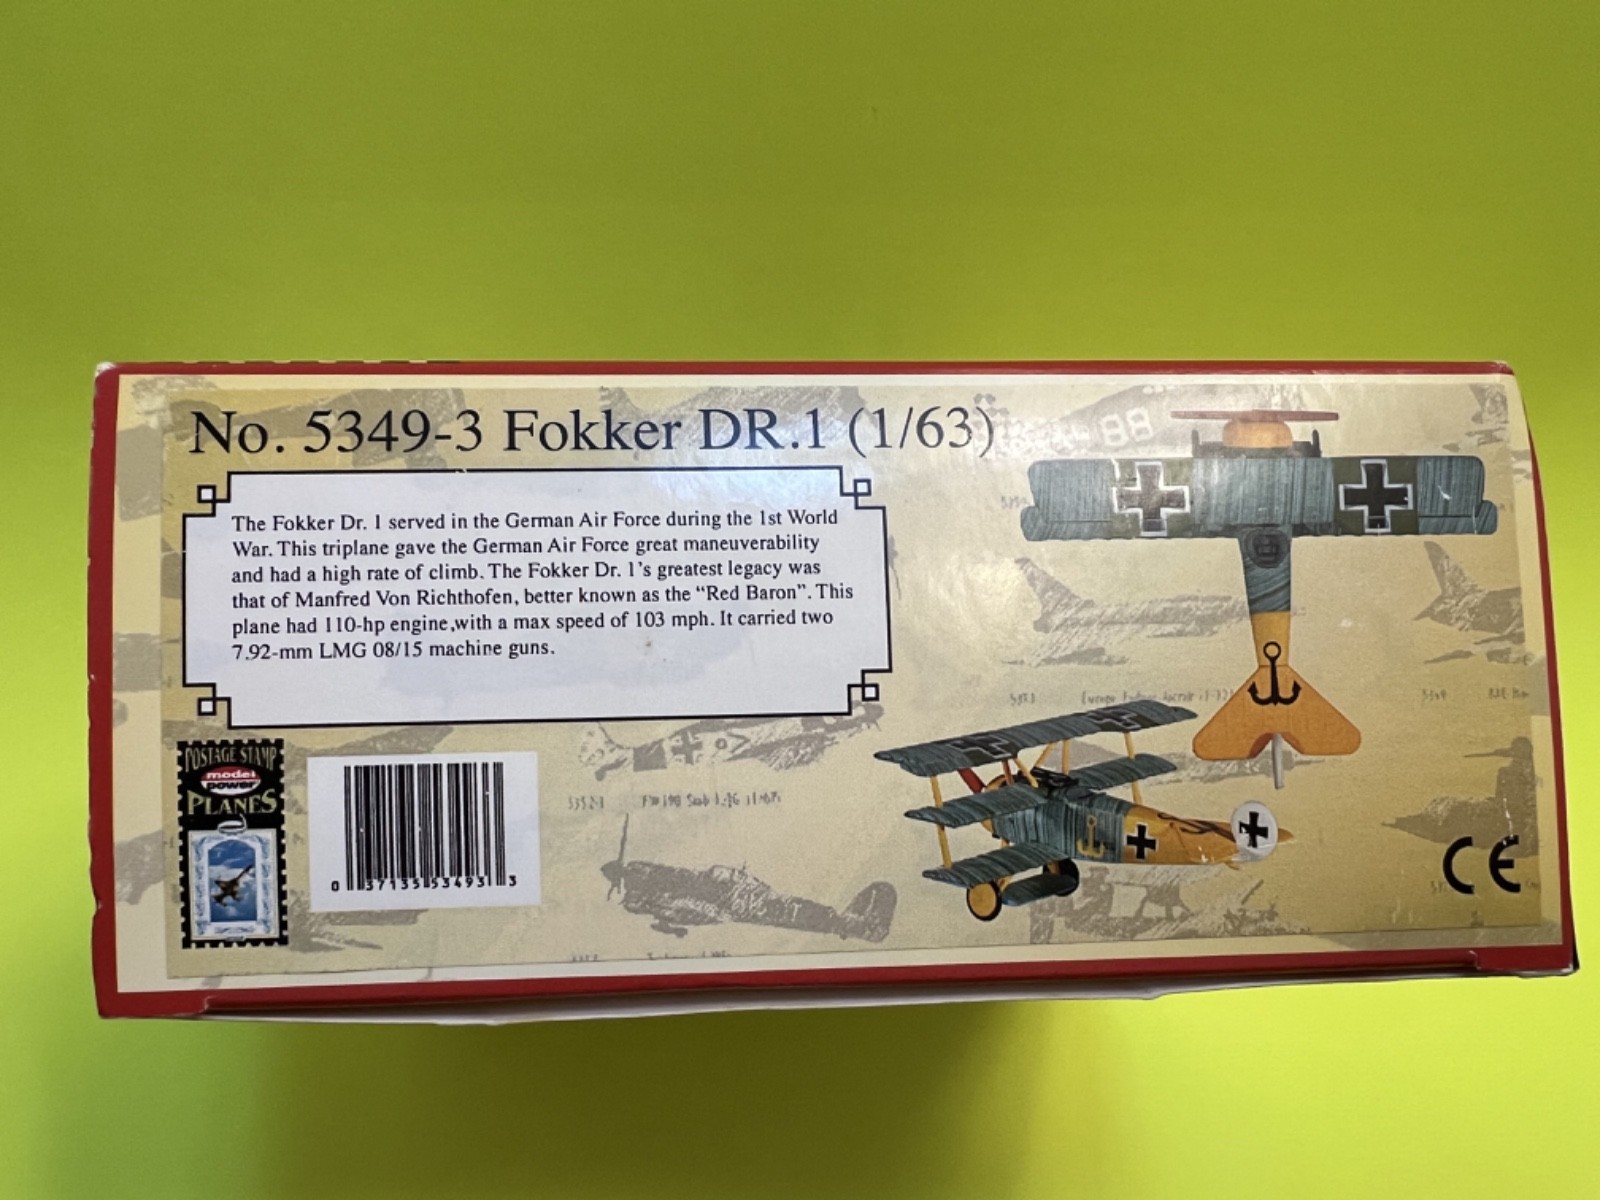 No. 5349-3 Fokker DR.1 (1/63)
The Fokker Dr. 1 served in the German Air Force during the 1st World
War. This triplane gave the German Air Force great maneuverability
and had a high rate of climb. The Fokker Dr. 1's greatest legacy was
that of Manfred Von Richthofen, better known as the “Red Baron”. This
plane had 110-hp engine,with a max speed of 103 mph. It carried two
7.92-mm LMG 08/15 machine guns.
POSTAGE STAMP
model
power
PLANES
0 37135 53493 3
CE
88